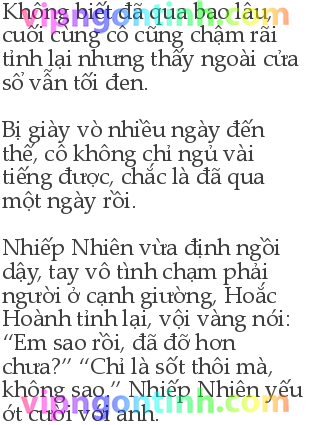 Không biết đã qua bao lâu,
cuối cùng cô cũng chậm rãi
tỉnh lại nhưng thấy ngoài cửa
sổ vẫn tối đen.
Bị giày vò nhiều ngày đến
thế, cô không chỉ ngủ vài
tiếng được, chắc là đã qua
một ngày rồi.
Nhiếp Nhiên vừa định ngồi
dậy, tay vô tình chạm phải
người ở cạnh giường, Hoắc
Hoành tỉnh lại, vội vàng nói:
“Em sao rồi, đã đỡ hơn
chưa?” “Chỉ là sốt thôi mà,
không sao.” Nhiếp Nhiên yếu
ớt cười với anh.
vipngontinh.com
vipngontinh.com